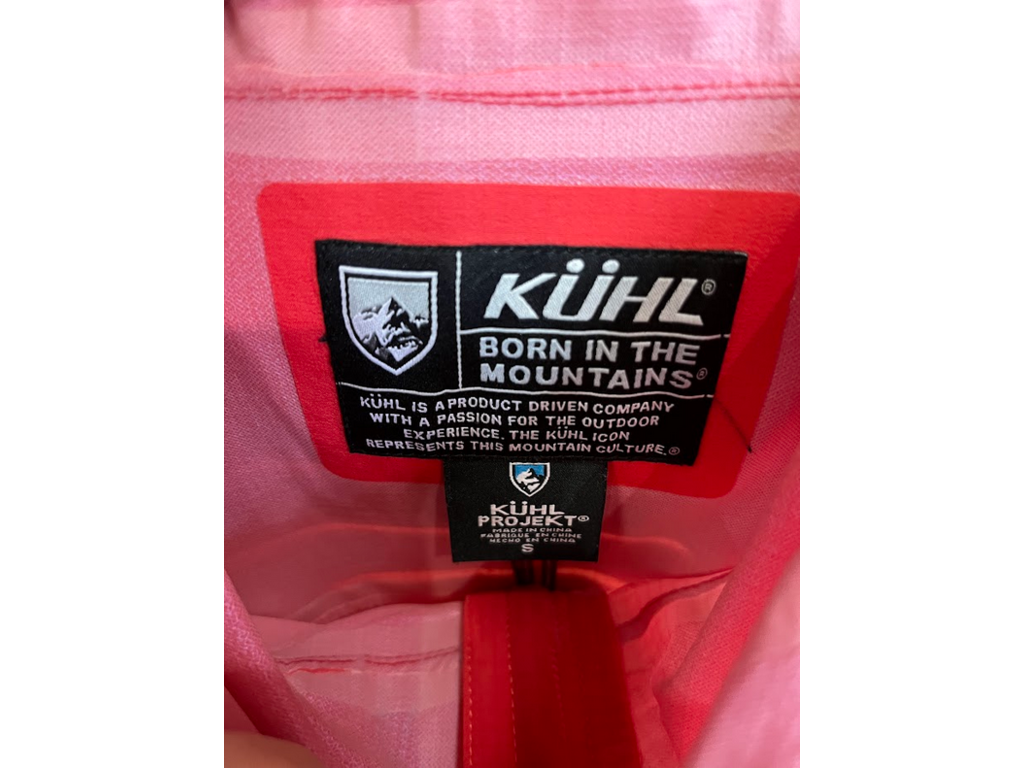 KÜHL®
BORN IN THE
MOUNTAINS®
KÜHL IS A PRODUCT DRIVEN COMPANY
WITH A PASSION FOR THE OUTDOOR
EXPERIENCE. THE KÜHL ICON
REPRESENTS THIS MOUNTAIN CULTURE.®
KÜHL
PROJEKT®
MADE IN CHINA
FABRIQUE EN CHINE
HECHO EN CHINA
S